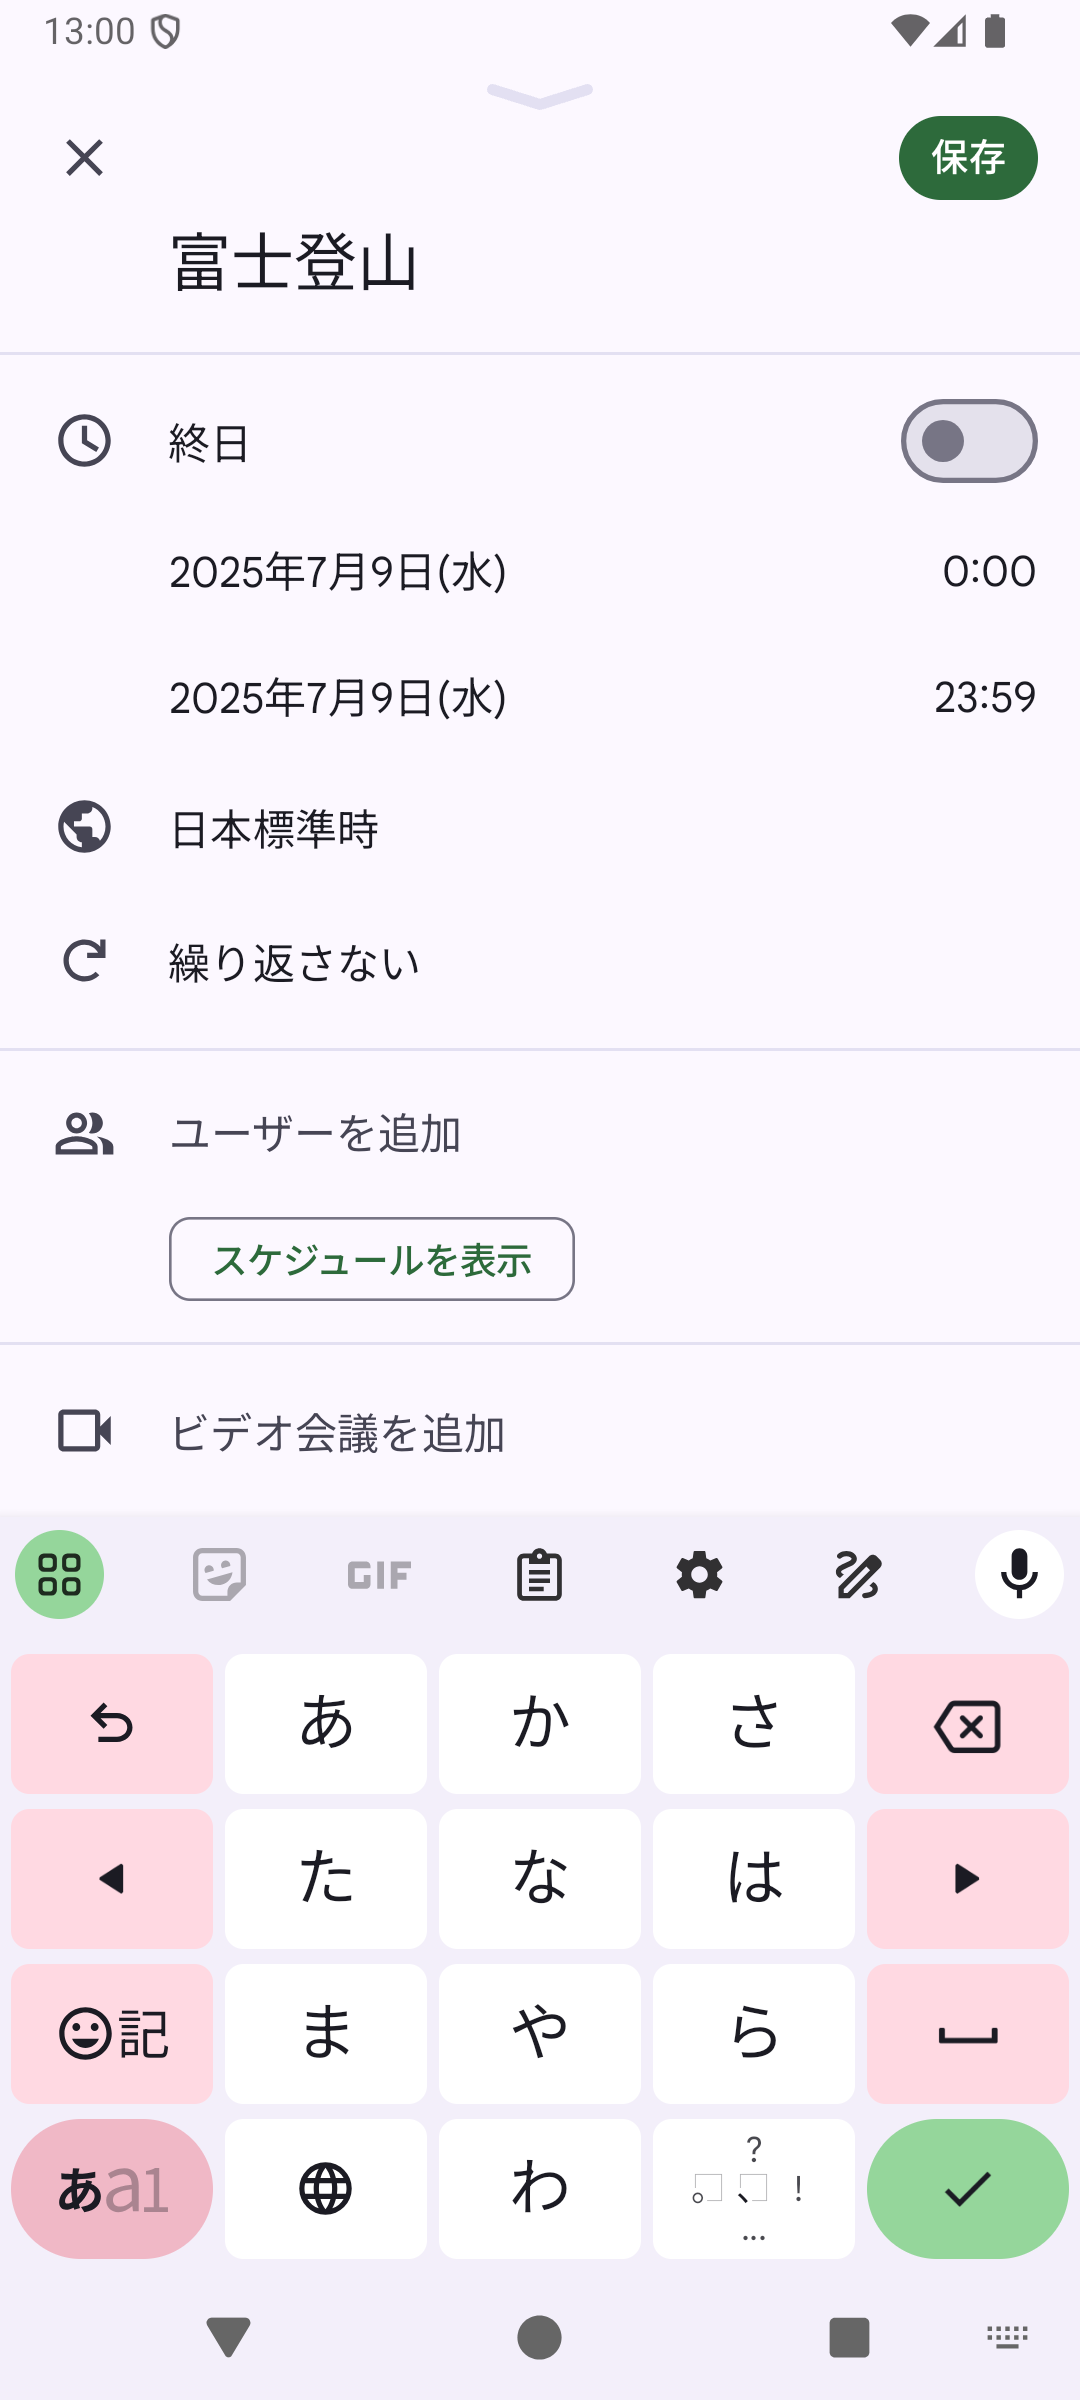 13:00
保存
富士登山
終日
2025年7月9日(水) 0:00
2025年7月9日(水) 23:59
日本標準時
繰り返さない
ユーザーを追加
スケジュールを表示
ビデオ会議を追加
GIF
あ か さ
た な は
記 ま や ら
あa1 わ 。、?!…